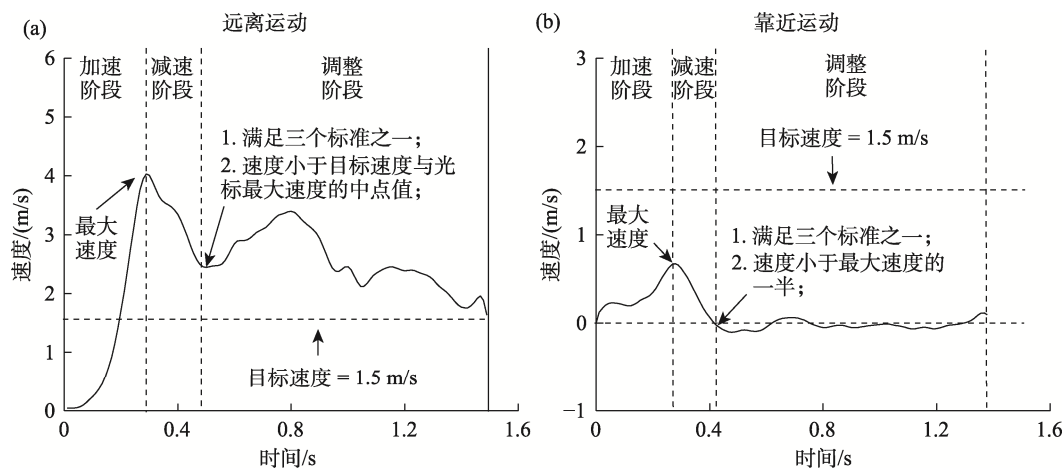 (a)
远离运动
6
5
4
3
2
1
0
速度/(m/s)
加速
阶段
减速
阶段
调整
阶段
1. 满足三个标准之一；
2. 速度小于目标速度与光
标最大速度的中点值；
最大
速度
目标速度 = 1.5 m/s
0
0.4
0.8
1.2
1.6
时间/s
(b)
靠近运动
3
2
1
0
−1
速度/(m/s)
加速
阶段
减速
阶段
调整
阶段
目标速度 = 1.5 m/s
最大
速度
1. 满足三个标准之一；
2. 速度小于最大速度的
一半；
0
0.4
0.8
1.2
1.6
时间/s